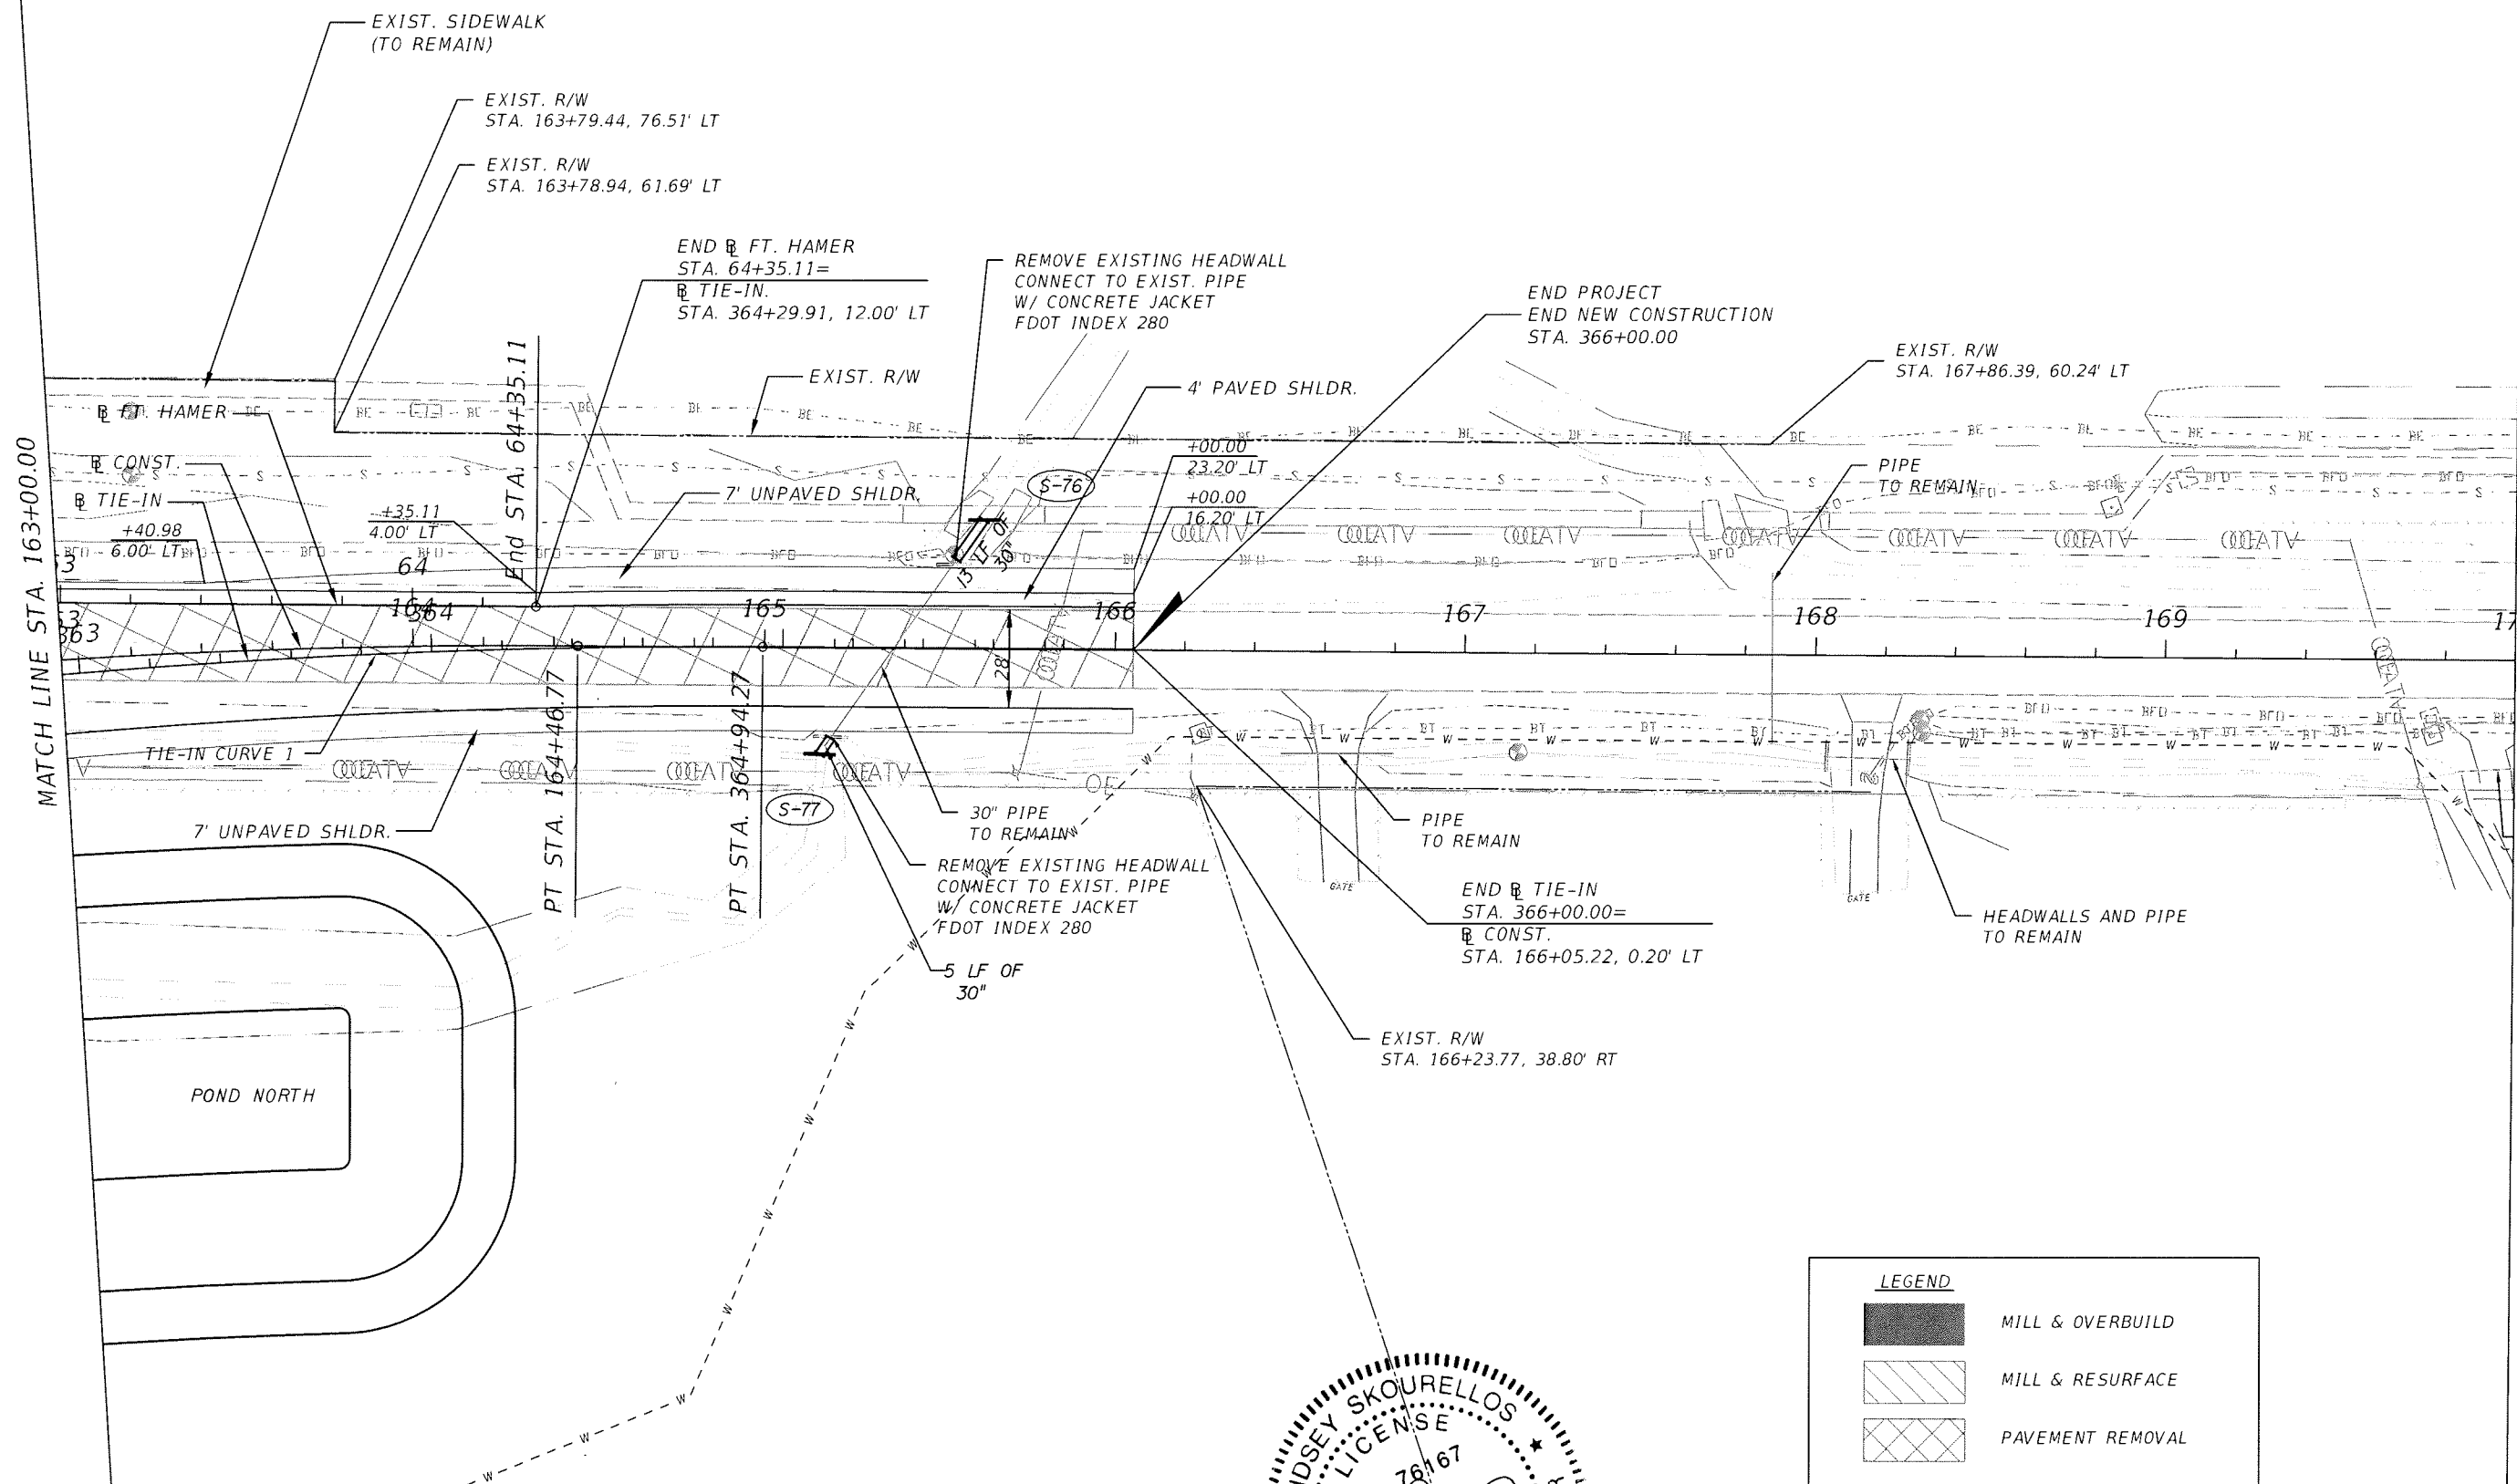 EXIST. SIDEWALK
(TO REMAIN)
EXIST. R/W
STA. 163+79.44, 76.51' LT
EXIST. R/W
STA. 163+78.94, 61.69' LT
END ℄ FT. HAMER
STA. 64+35.11=
℄ TIE-IN.
STA. 364+29.91, 12.00' LT
REMOVE EXISTING HEADWALL
CONNECT TO EXIST. PIPE
W/ CONCRETE JACKET
FDOT INDEX 280
END PROJECT
END NEW CONSTRUCTION
STA. 366+00.00
EXIST. R/W
STA. 167+86.39, 60.24' LT
EXIST. R/W
4' PAVED SHLDR.
End STA. 64+35.11
℄ FT. HAMER
℄ CONST.
℄ TIE-IN
+40.98
6.00' LT
+35.11
4.00' LT
7' UNPAVED SHLDR.
S-76
+00.00
23.20' LT
+00.00
16.20' LT
PIPE
TO REMAIN
13 LF OF
30"
MATCH LINE STA. 163+00.00
64
164
364
165
166
167
168
169
17
363
28'
PT STA. 164+46.77
PT STA. 364+94.27
TIE-IN CURVE 1
7' UNPAVED SHLDR.
S-77
30" PIPE
TO REMAIN
REMOVE EXISTING HEADWALL
CONNECT TO EXIST. PIPE
W/ CONCRETE JACKET
FDOT INDEX 280
5 LF OF
30"
PIPE
TO REMAIN
GATE
GATE
END ℄ TIE-IN
STA. 366+00.00=
℄ CONST.
STA. 166+05.22, 0.20' LT
HEADWALLS AND PIPE
TO REMAIN
EXIST. R/W
STA. 166+23.77, 38.80' RT
POND NORTH
LEGEND
MILL & OVERBUILD
MILL & RESURFACE
PAVEMENT REMOVAL
NDSEY SKOURELLOS
LICENSE
76167